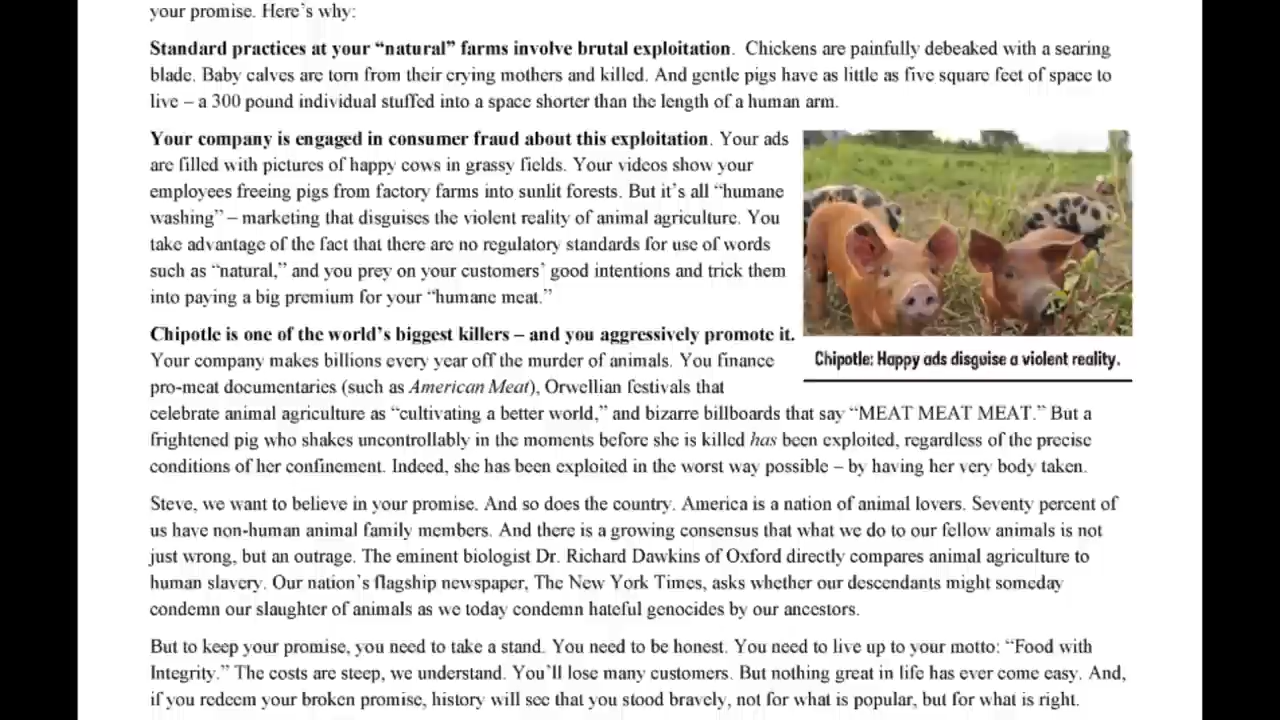 your promise. Here's why:
Standard practices at your “natural” farms involve brutal exploitation. Chickens are painfully debeaked with a searing
blade. Baby calves are torn from their crying mothers and killed. And gentle pigs have as little as five square feet of space to
live – a 300 pound individual stuffed into a space shorter than the length of a human arm.
Your company is engaged in consumer fraud about this exploitation. Your ads
are filled with pictures of happy cows in grassy fields. Your videos show your
employees freeing pigs from factory farms into sunlit forests. But it's all “humane
washing” – marketing that disguises the violent reality of animal agriculture. You
take advantage of the fact that there are no regulatory standards for use of words
such as “natural,” and you prey on your customers' good intentions and trick them
into paying a big premium for your “humane meat.”
Chipotle: Happy ads disguise a violent reality.
Chipotle is one of the world's biggest killers – and you aggressively promote it.
Your company makes billions every year off the murder of animals. You finance
pro-meat documentaries (such as American Meat), Orwellian festivals that
celebrate animal agriculture as “cultivating a better world,” and bizarre billboards that say “MEAT MEAT MEAT.” But a
frightened pig who shakes uncontrollably in the moments before she is killed has been exploited, regardless of the precise
conditions of her confinement. Indeed, she has been exploited in the worst way possible – by having her very body taken.
Steve, we want to believe in your promise. And so does the country. America is a nation of animal lovers. Seventy percent of
us have non-human animal family members. And there is a growing consensus that what we do to our fellow animals is not
just wrong, but an outrage. The eminent biologist Dr. Richard Dawkins of Oxford directly compares animal agriculture to
human slavery. Our nation's flagship newspaper, The New York Times, asks whether our descendants might someday
condemn our slaughter of animals as we today condemn hateful genocides by our ancestors.
But to keep your promise, you need to take a stand. You need to be honest. You need to live up to your motto: “Food with
Integrity.” The costs are steep, we understand. You'll lose many customers. But nothing great in life has ever come easy. And,
if you redeem your broken promise, history will see that you stood bravely, not for what is popular, but for what is right.